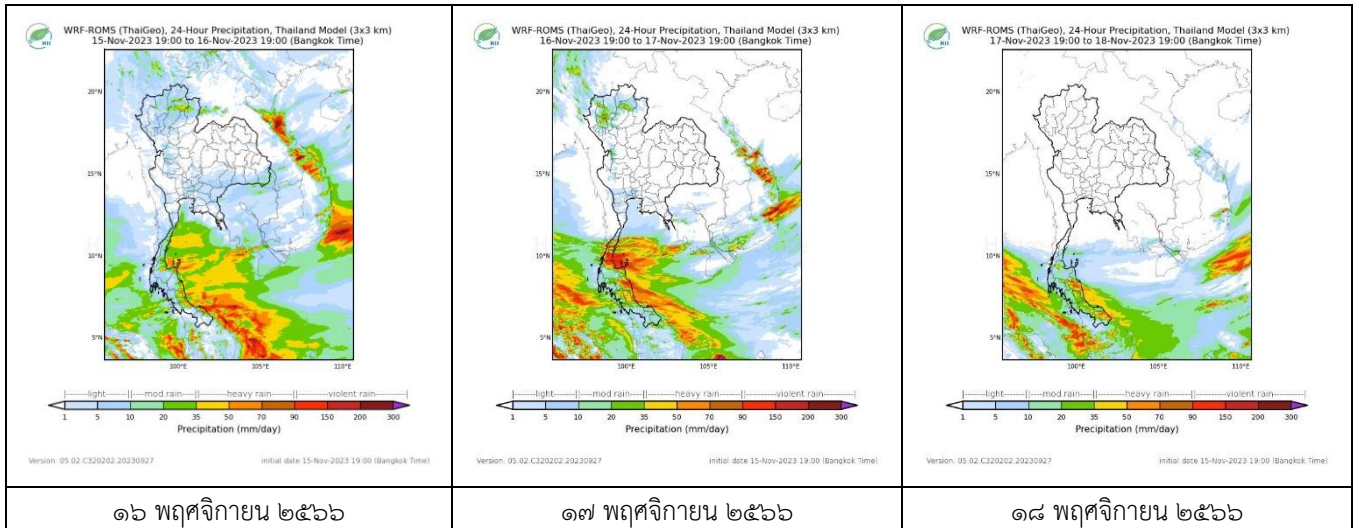 WRF-ROMS (ThaiGeo), 24-Hour Precipitation, Thailand Model (3x3 km)
15-Nov-2023 19:00 to 16-Nov-2023 19:00 (Bangkok Time)
20°N
15°N
10°N
5°N
100°E 105°E 110°E
light mod.rain heavy rain violent rain
1 5 10 20 35 50 70 90 150 200 300
Precipitation (mm/day)
Version: 05.02.C320202.20230927 initial date 15-Nov-2023 19:00 (Bangkok Time)
๑๖ พฤศจิกายน ๒๕๖๖
WRF-ROMS (ThaiGeo), 24-Hour Precipitation, Thailand Model (3x3 km)
16-Nov-2023 19:00 to 17-Nov-2023 19:00 (Bangkok Time)
20°N
15°N
10°N
5°N
100°E 105°E 110°E
light mod.rain heavy rain violent rain
1 5 10 20 35 50 70 90 150 200 300
Precipitation (mm/day)
Version: 05.02.C320202.20230927 initial date 15-Nov-2023 19:00 (Bangkok Time)
๑๗ พฤศจิกายน ๒๕๖๖
WRF-ROMS (ThaiGeo), 24-Hour Precipitation, Thailand Model (3x3 km)
17-Nov-2023 19:00 to 18-Nov-2023 19:00 (Bangkok Time)
20°N
15°N
10°N
5°N
100°E 105°E 110°E
light mod.rain heavy rain violent rain
1 5 10 20 35 50 70 90 150 200 300
Precipitation (mm/day)
Version: 05.02.C320202.20230927 initial date 15-Nov-2023 19:00 (Bangkok Time)
๑๘ พฤศจิกายน ๒๕๖๖